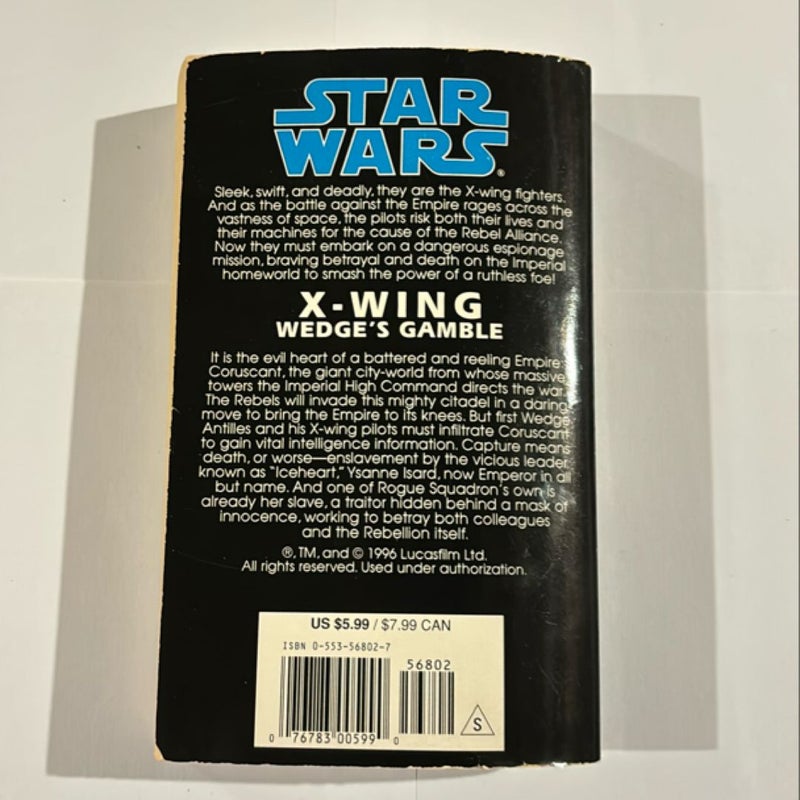 STAR
WARS®
Sleek, swift, and deadly, they are the X-wing fighters.
And as the battle against the Empire rages across the
vastness of space, the pilots risk both their lives and
their machines for the cause of the Rebel Alliance.
Now they must embark on a dangerous espionage
mission, braving betrayal and death on the Imperial
homeworld to smash the power of a ruthless foe!
X-WING
WEDGE'S GAMBLE
It is the evil heart of a battered and reeling Empire:
Coruscant, the giant city-world from whose massive
towers the Imperial High Command directs the war.
The Rebels will invade this mighty citadel in a daring
move to bring the Empire to its knees. But first Wedge
Antilles and his X-wing pilots must infiltrate Coruscant
to gain vital intelligence information. Capture means
death, or worse—enslavement by the vicious leader
known as "Iceheart," Ysanne Isard, now Emperor in all
but name. And one of Rogue Squadron's own is
already her slave, a traitor hidden behind a mask of
innocence, working to betray both colleagues
and the Rebellion itself.
®, TM, and © 1996 Lucasfilm Ltd.
All rights reserved. Used under authorization.
US $5.99 / $7.99 CAN
ISBN 0-553-56802-7
56802
S
0 76783 00599 0